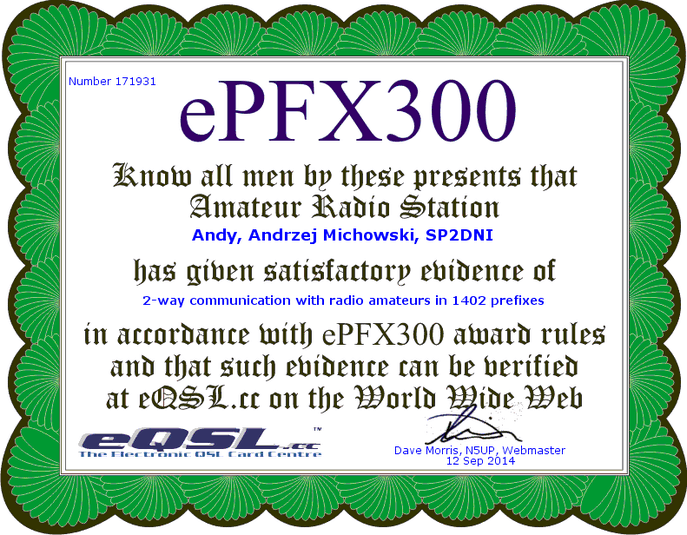 Number 171931
ePFX300
Know all men by these presents that
Amateur Radio Station
Andy, Andrzej Michowski, SP2DNI
has given satisfactory evidence of
2-way communication with radio amateurs in 1402 prefixes
in accordance with ePFX300 award rules
and that such evidence can be verified
at eQSL.cc on the World Wide Web
eQSL.cc™
The Electronic QSL Card Centre
Dave Morris, N5UP, Webmaster
12 Sep 2014